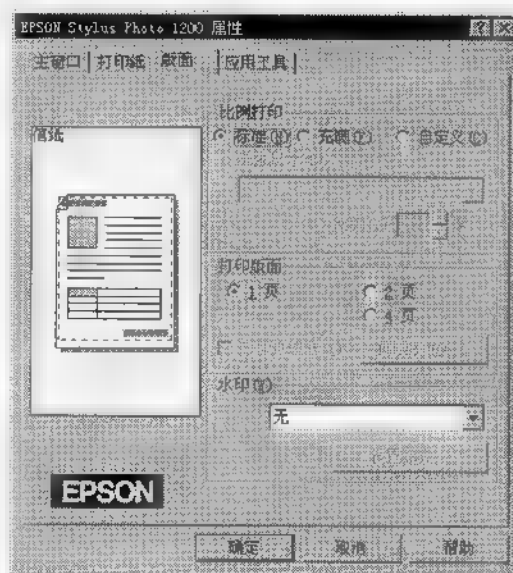 EPSON Stylus Photo 1200 属性
主窗口 打印纸 版面 应用工具
信纸
比例打印
标准(N) 充满(F) 自定义(C)
打印版面
1 页 2 页
4 页
水印(W)
无
EPSON
确定 取消 帮助